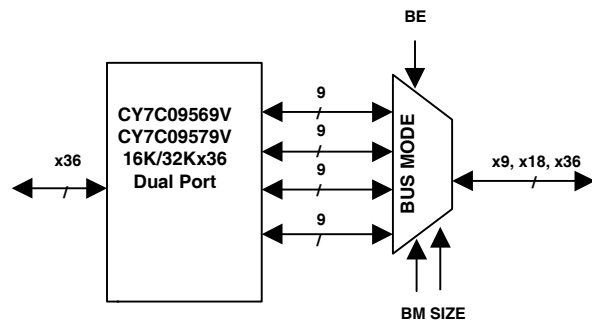 BE
CY7C09569V
CY7C09579V
16K/32Kx36
Dual Port
x36
9
9
9
9
BUS MODE
x9, x18, x36
BM SIZE